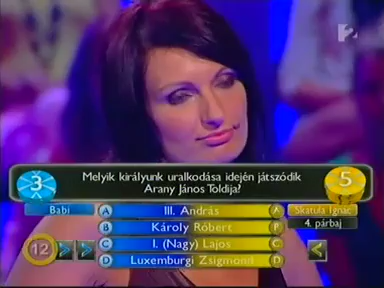 2
3
Melyik királyunk uralkodása idején játszódik
Arany János Toldija?
5
Babi
A III. András A
Skatula Ignác
B Károly Róbert B
4. párbaj
12
C I. (Nagy) Lajos C
D Luxemburgi Zsigmond D